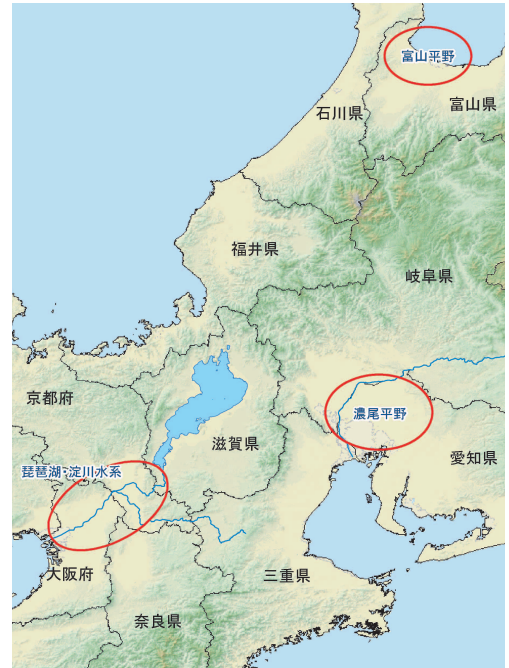 富山平野
富山県
石川県
福井県
岐阜県
京都府
濃尾平野
滋賀県
愛知県
琵琶湖・淀川水系
大阪府
三重県
奈良県